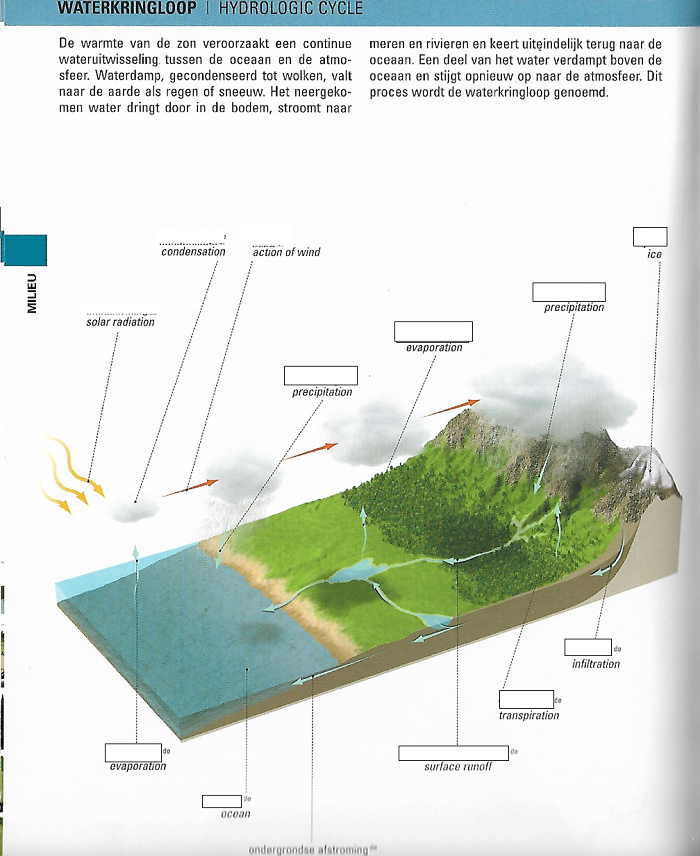 WATERKRINGLOOP | HYDROLOGIC CYCLE
De warmte van de zon veroorzaakt een continue
wateruitwisseling tussen de oceaan en de atmo-
sfeer. Waterdamp, gecondenseerd tot wolken, valt
naar de aarde als regen of sneeuw. Het neergeko-
men water dringt door in de bodem, stroomt naar
meren en rivieren en keert uiteindelijk terug naar de
oceaan. Een deel van het water verdampt boven de
oceaan en stijgt opnieuw op naar de atmosfeer. Dit
proces wordt de waterkringloop genoemd.
MILIEU
condensation
action of wind
ice
solar radiation
precipitation
evaporation
precipitation
de
infiltration
de
transpiration
de
evaporation
de
surface runoff
de
ocean
ondergrondse afstroming de